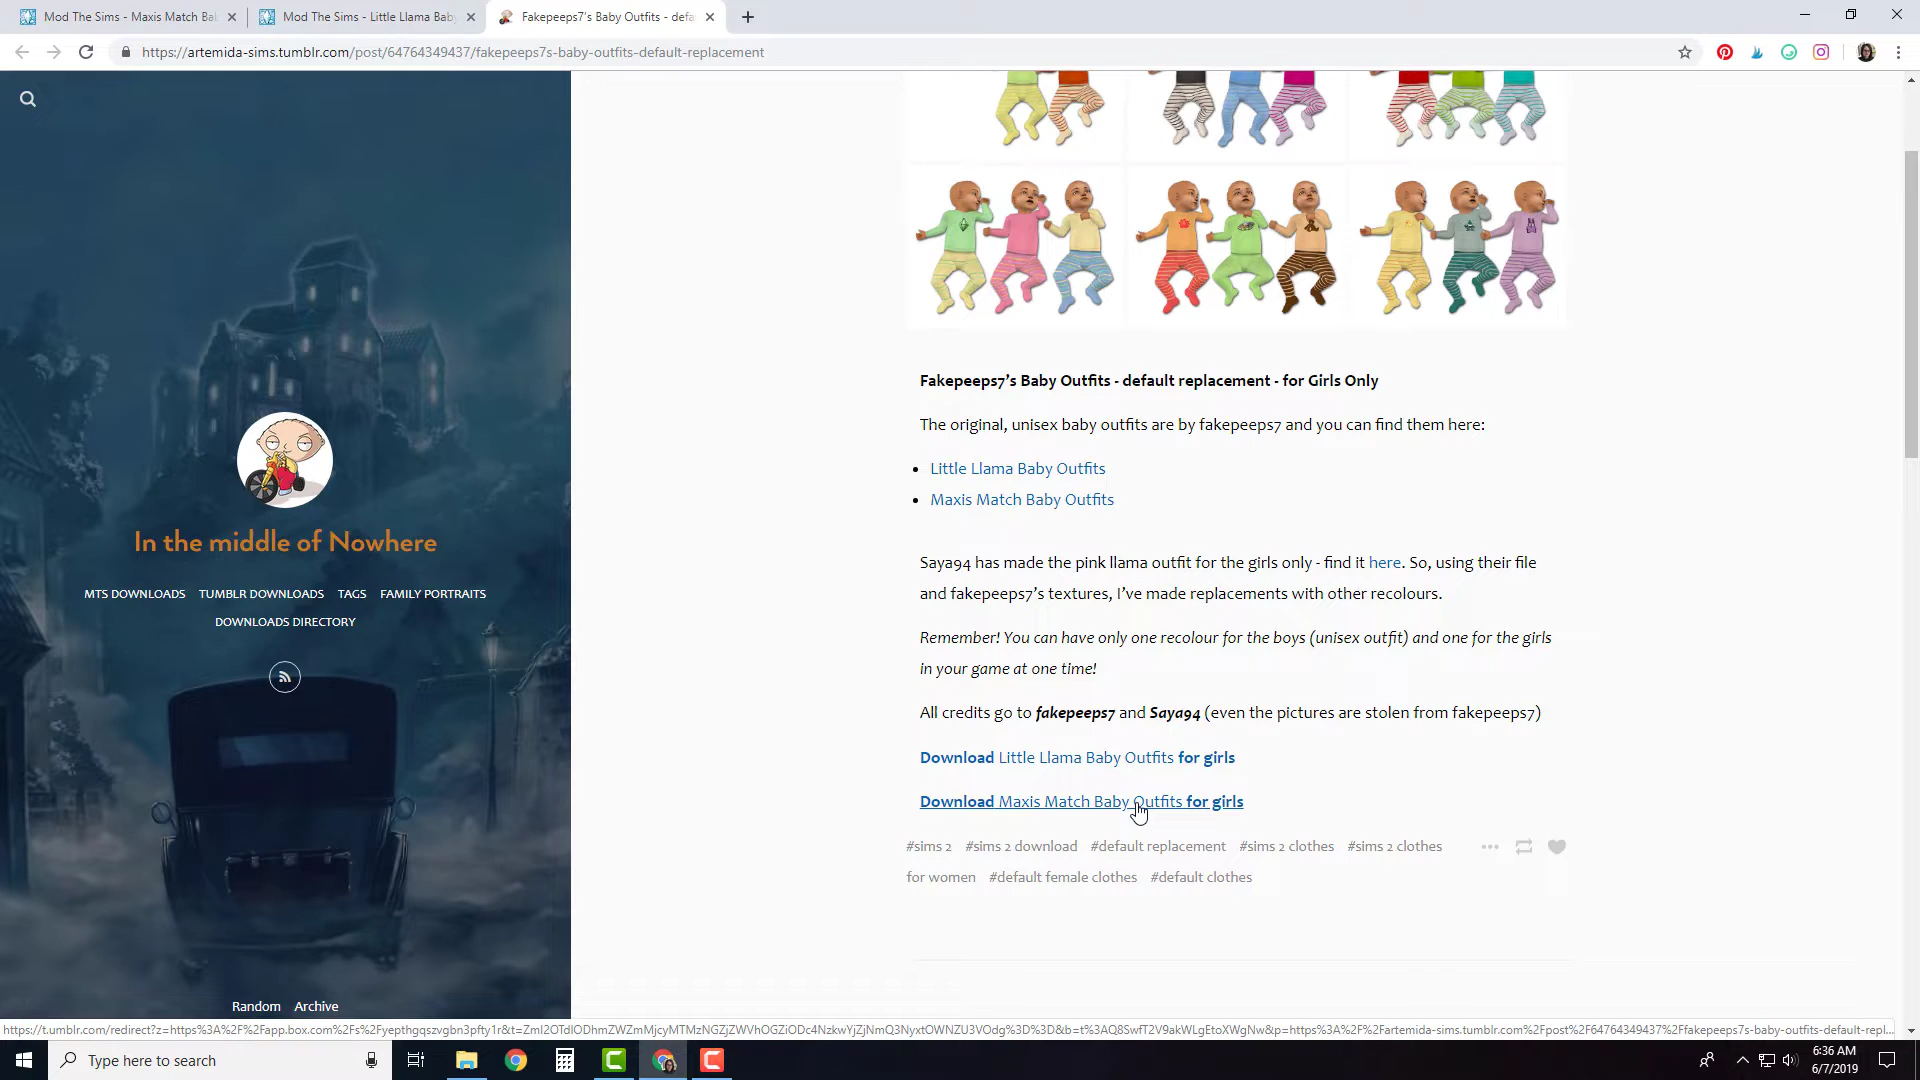 Mod The Sims - Maxis Match Bab
Mod The Sims - Little Llama Baby
Fakepeeps7's Baby Outfits - defa
https://artemida-sims.tumblr.com/post/64764349437/fakepeeps7s-baby-outfits-default-replacement
In the middle of Nowhere
MTS DOWNLOADS TUMBLR DOWNLOADS TAGS FAMILY PORTRAITS
DOWNLOADS DIRECTORY
Random Archive
Fakepeeps7's Baby Outfits - default replacement - for Girls Only
The original, unisex baby outfits are by fakepeeps7 and you can find them here:
• Little Llama Baby Outfits
• Maxis Match Baby Outfits
Saya94 has made the pink llama outfit for the girls only - find it here. So, using their file
and fakepeeps7's textures, I've made replacements with other recolours.
Remember! You can have only one recolour for the boys (unisex outfit) and one for the girls
in your game at one time!
All credits go to fakepeeps7 and Saya94 (even the pictures are stolen from fakepeeps7)
Download Little Llama Baby Outfits for girls
Download Maxis Match Baby Outfits for girls
#sims 2 #sims 2 download #default replacement #sims 2 clothes #sims 2 clothes
for women #default female clothes #default clothes
Type here to search
6:36 AM
6/7/2019